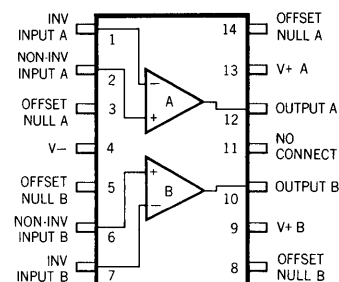 INV
INPUT A
1
NON-INV
INPUT A
2
OFFSET
NULL A
3
V−
4
OFFSET
NULL B
5
NON-INV
INPUT B
6
INV
INPUT B
7
−
A
+
+
B
−
14
OFFSET
NULL A
13
V+ A
12
OUTPUT A
11
NO
CONNECT
10
OUTPUT B
9
V+ B
8
OFFSET
NULL B